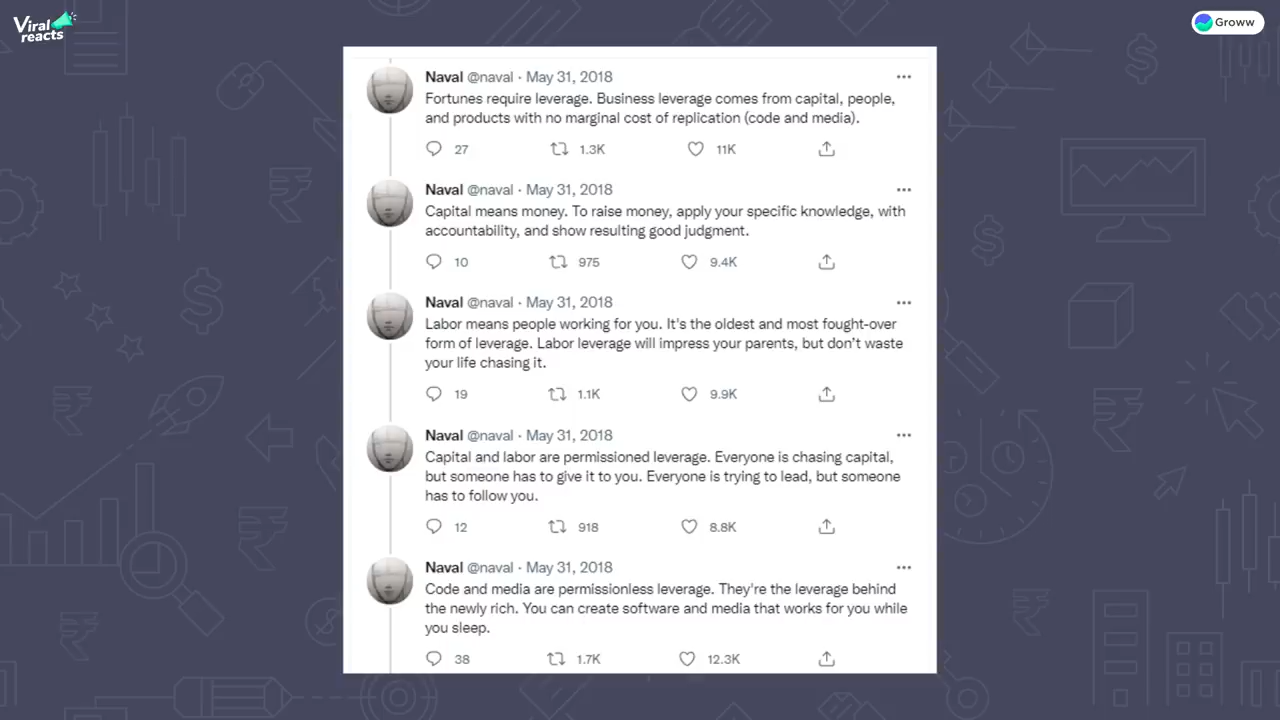 Viral
reacts
Groww
Naval @naval · May 31, 2018
Fortunes require leverage. Business leverage comes from capital, people,
and products with no marginal cost of replication (code and media).
27 1.3K 11K
Naval @naval · May 31, 2018
Capital means money. To raise money, apply your specific knowledge, with
accountability, and show resulting good judgment.
10 975 9.4K
Naval @naval · May 31, 2018
Labor means people working for you. It's the oldest and most fought-over
form of leverage. Labor leverage will impress your parents, but don’t waste
your life chasing it.
19 1.1K 9.9K
Naval @naval · May 31, 2018
Capital and labor are permissioned leverage. Everyone is chasing capital,
but someone has to give it to you. Everyone is trying to lead, but someone
has to follow you.
12 918 8.8K
Naval @naval · May 31, 2018
Code and media are permissionless leverage. They're the leverage behind
the newly rich. You can create software and media that works for you while
you sleep.
38 1.7K 12.3K